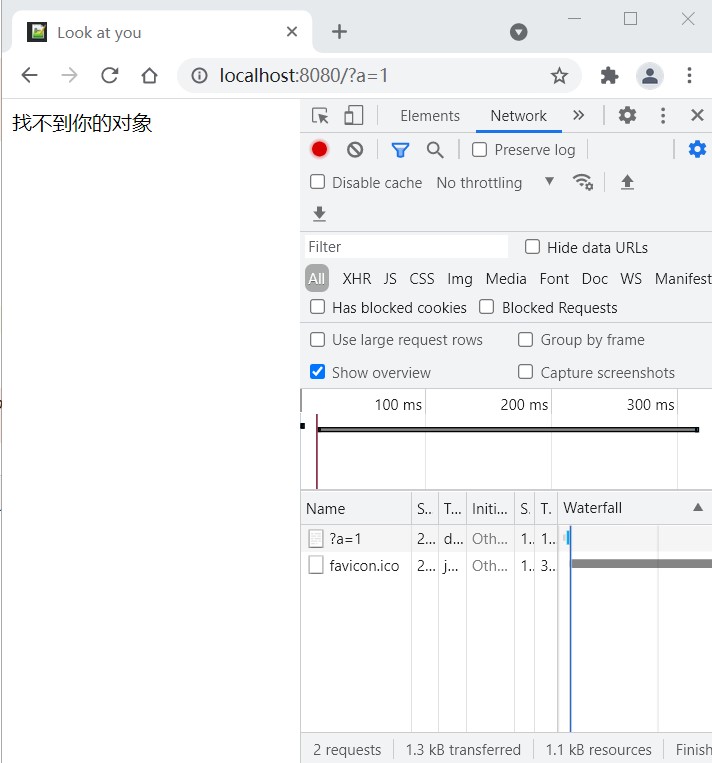 Look at you
localhost:8080/?a=1
找不到你的对象
Elements Network
Preserve log
Disable cache No throttling
Filter Hide data URLs
All XHR JS CSS Img Media Font Doc WS Manifest
Has blocked cookies Blocked Requests
Use large request rows Group by frame
Show overview Capture screenshots
100 ms 200 ms 300 ms
Name S.. T... Initi... S. T. Waterfall
?a=1 2... d... Oth... 1.. 1..
favicon.ico 2... j... Oth... 1.. 3..
2 requests 1.3 kB transferred 1.1 kB resources Finish